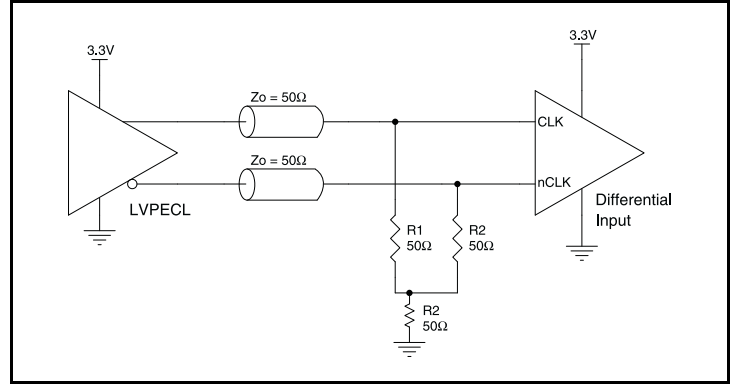 3.3V
3.3V
Zo = 50Ω
CLK
Zo = 50Ω
nCLK
LVPECL
Differential
Input
R1
50Ω
R2
50Ω
R2
50Ω